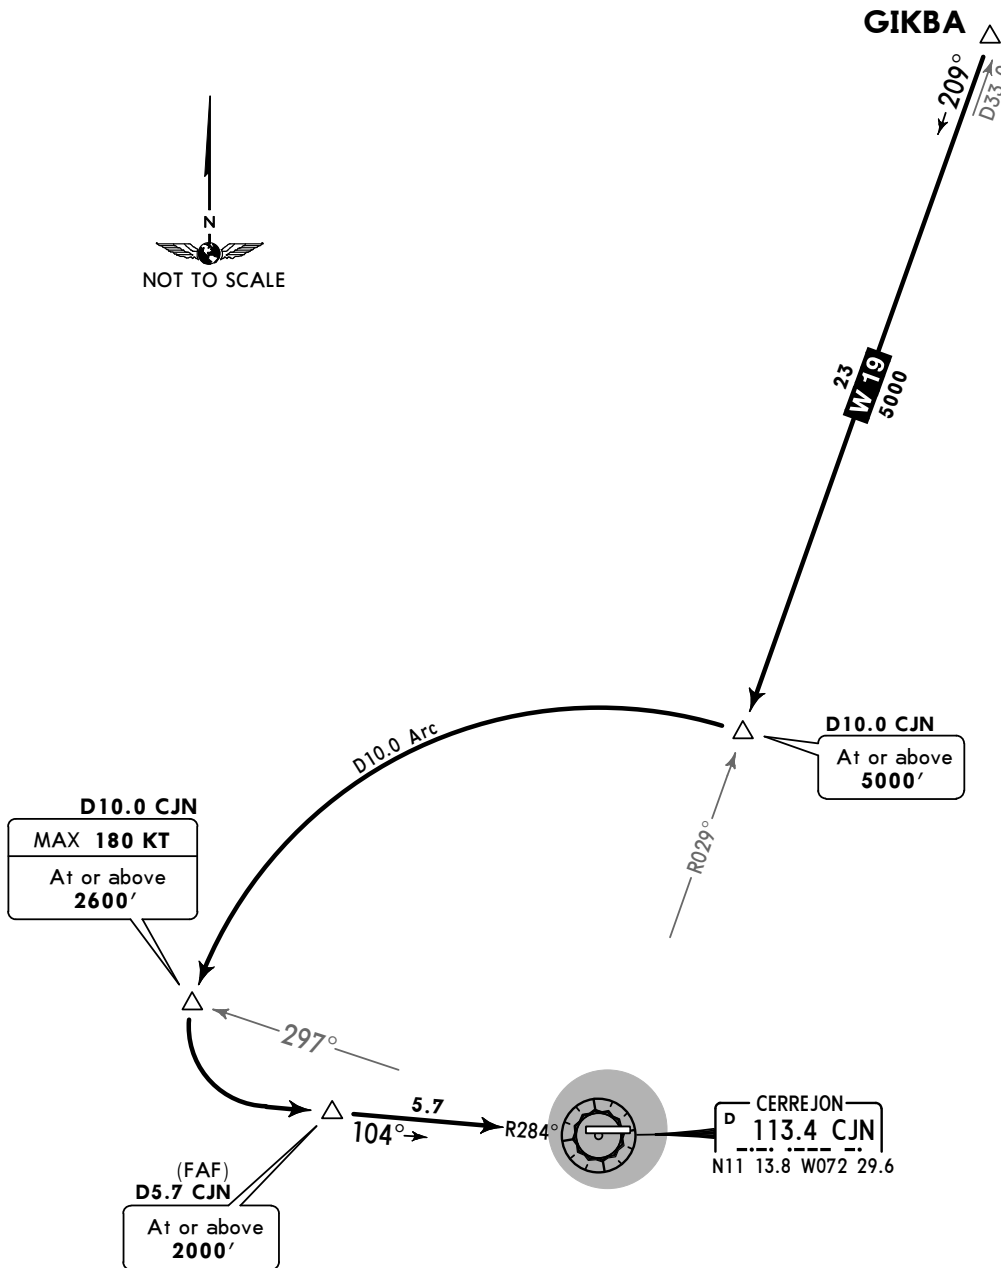 GIKBA
209°
N
NOT TO SCALE
23
W 19
5000
D10.0 Arc
D10.0 CJN
At or above
5000′
R029°
D10.0 CJN
MAX 180 KT
At or above
2600′
297°
5.7
104°
R284°
CERREJON
D
113.4 CJN
N11 13.8 W072 29.6
(FAF)
D5.7 CJN
At or above
2000′